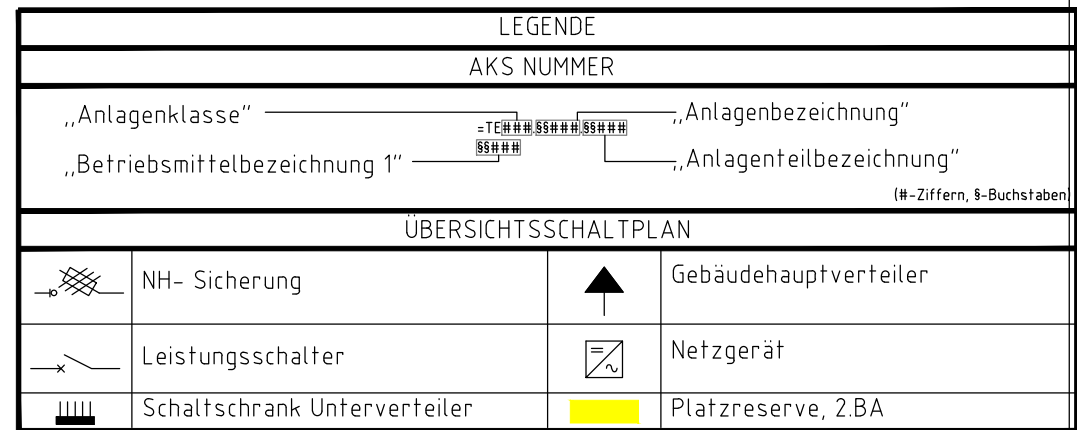 LEGENDE
AKS NUMMER
,,Anlagenklasse"
,,Anlagenbezeichnung"
=TE###.§§###.§§###
§§###
,,Betriebsmittelbezeichnung 1"
,,Anlagenteilbezeichnung"
(#-Ziffern, §-Buchstaben)
ÜBERSICHTSSCHALTPLAN
NH- Sicherung
Gebäudehauptverteiler
Leistungsschalter
Netzgerät
Schaltschrank Unterverteiler
Platzreserve, 2.BA